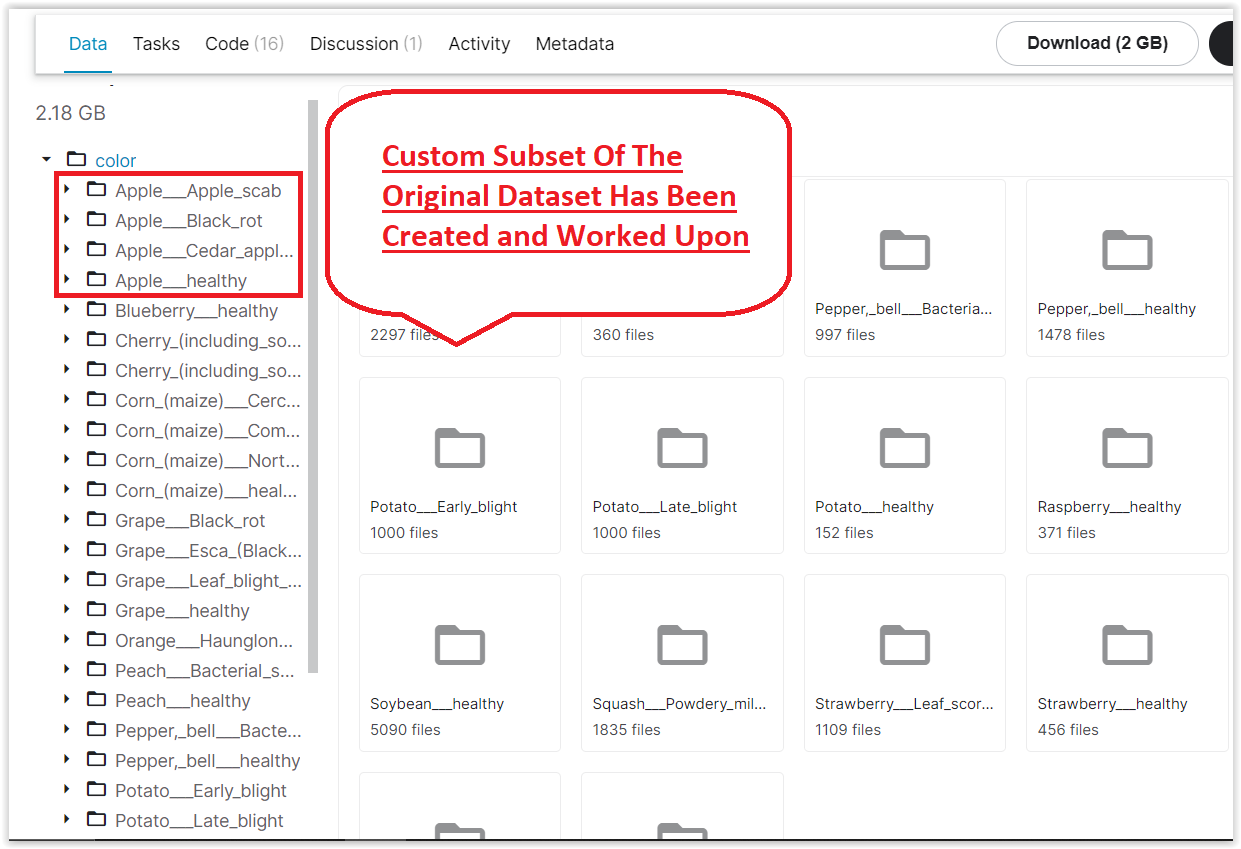 Data Tasks Code (16) Discussion (1) Activity Metadata Download (2 GB)
2.18 GB
color
Apple___Apple_scab
Apple___Black_rot
Apple___Cedar_appl...
Apple___healthy
Blueberry___healthy
Cherry_(including_so...
Cherry_(including_so...
Corn_(maize)___Cerc...
Corn_(maize)___Com...
Corn_(maize)___Nort...
Corn_(maize)___heal...
Grape___Black_rot
Grape___Esca_(Black...
Grape___Leaf_blight_...
Grape___healthy
Orange___Haunglon...
Peach___Bacterial_s...
Peach___healthy
Pepper,_bell___Bacte...
Pepper,_bell___healthy
Potato___Early_blight
Potato___Late_blight
Custom Subset Of The
Original Dataset Has Been
Created and Worked Upon
2297 files
360 files
Pepper,_bell___Bacteria...
997 files
Pepper,_bell___healthy
1478 files
Potato___Early_blight
1000 files
Potato___Late_blight
1000 files
Potato___healthy
152 files
Raspberry___healthy
371 files
Soybean___healthy
5090 files
Squash___Powdery_mil...
1835 files
Strawberry___Leaf_scor...
1109 files
Strawberry___healthy
456 files